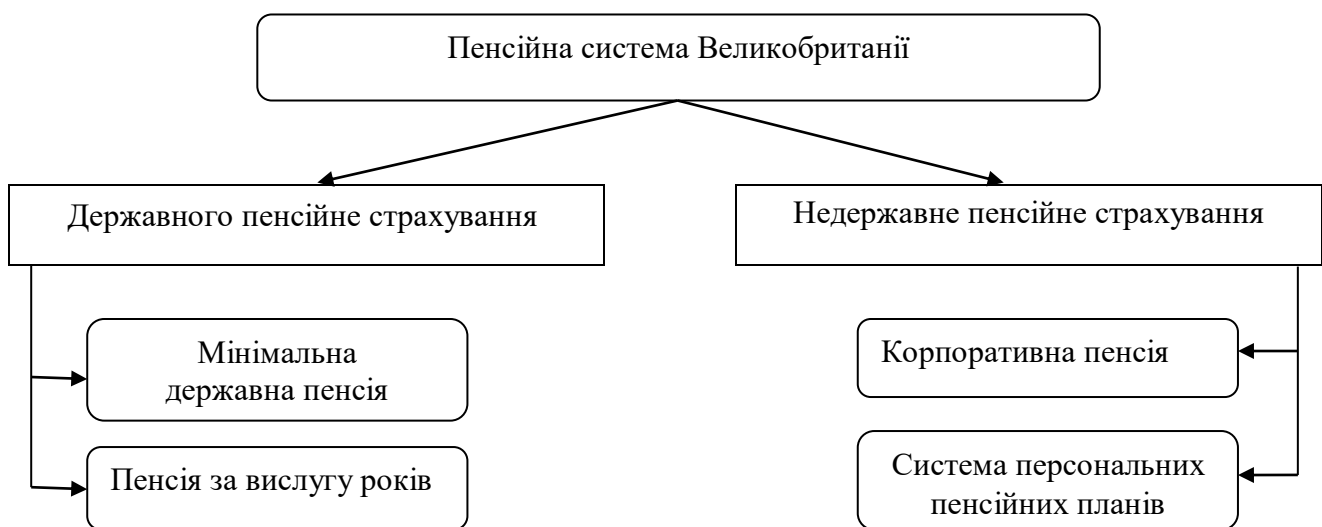 Пенсійна система Великобританії
Державного пенсійне страхування
Недержавне пенсійне страхування
Мінімальна
державна пенсія
Пенсія за вислугу років
Корпоративна пенсія
Система персональних
пенсійних планів